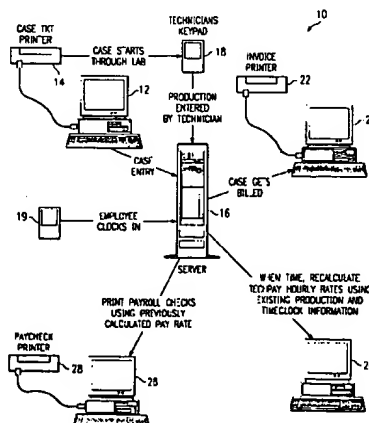 10
CASE TKT
PRINTER
14
CASE STARTS
THROUGH LAB
TECHNICIANS
KEYPAD
18
12
INVOICE
PRINTER
22
2
PRODUCTION
ENTERED
BY TECHNICIAN
CASE
ENTRY
CASE GETS
BILLED
16
19
EMPLOYEE
CLOCKS IN
SERVER
PRINT PAYROLL CHECKS
USING PREVIOUSLY
CALCULATED PAY RATE
WHEN TIME, RECALCULATE
TECH PAY HOURLY RATES USING
EXISTING PRODUCTION AND
TIMECLOCK INFORMATION
PAYCHECK
PRINTER
28
28
2